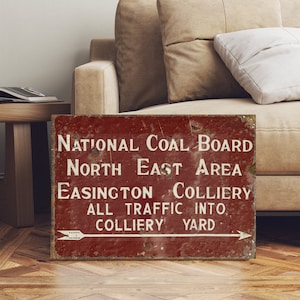 National Coal Board
North East Area
Easington Colliery
ALL TRAFFIC INTO
COLLIERY YARD